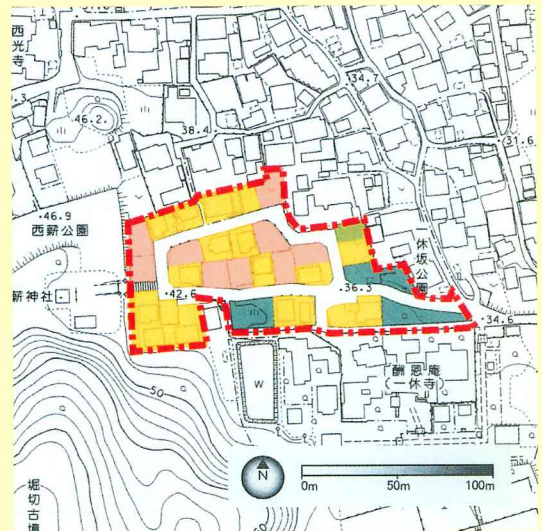 西光寺
34.7
46.2
38.4
31.6
46.9
西薪公園
休坂公園
薪神社
42.6
36.3
34.6
酬恩庵
(一休寺)
W
50
堀切古墳
N
0m 50m 100m